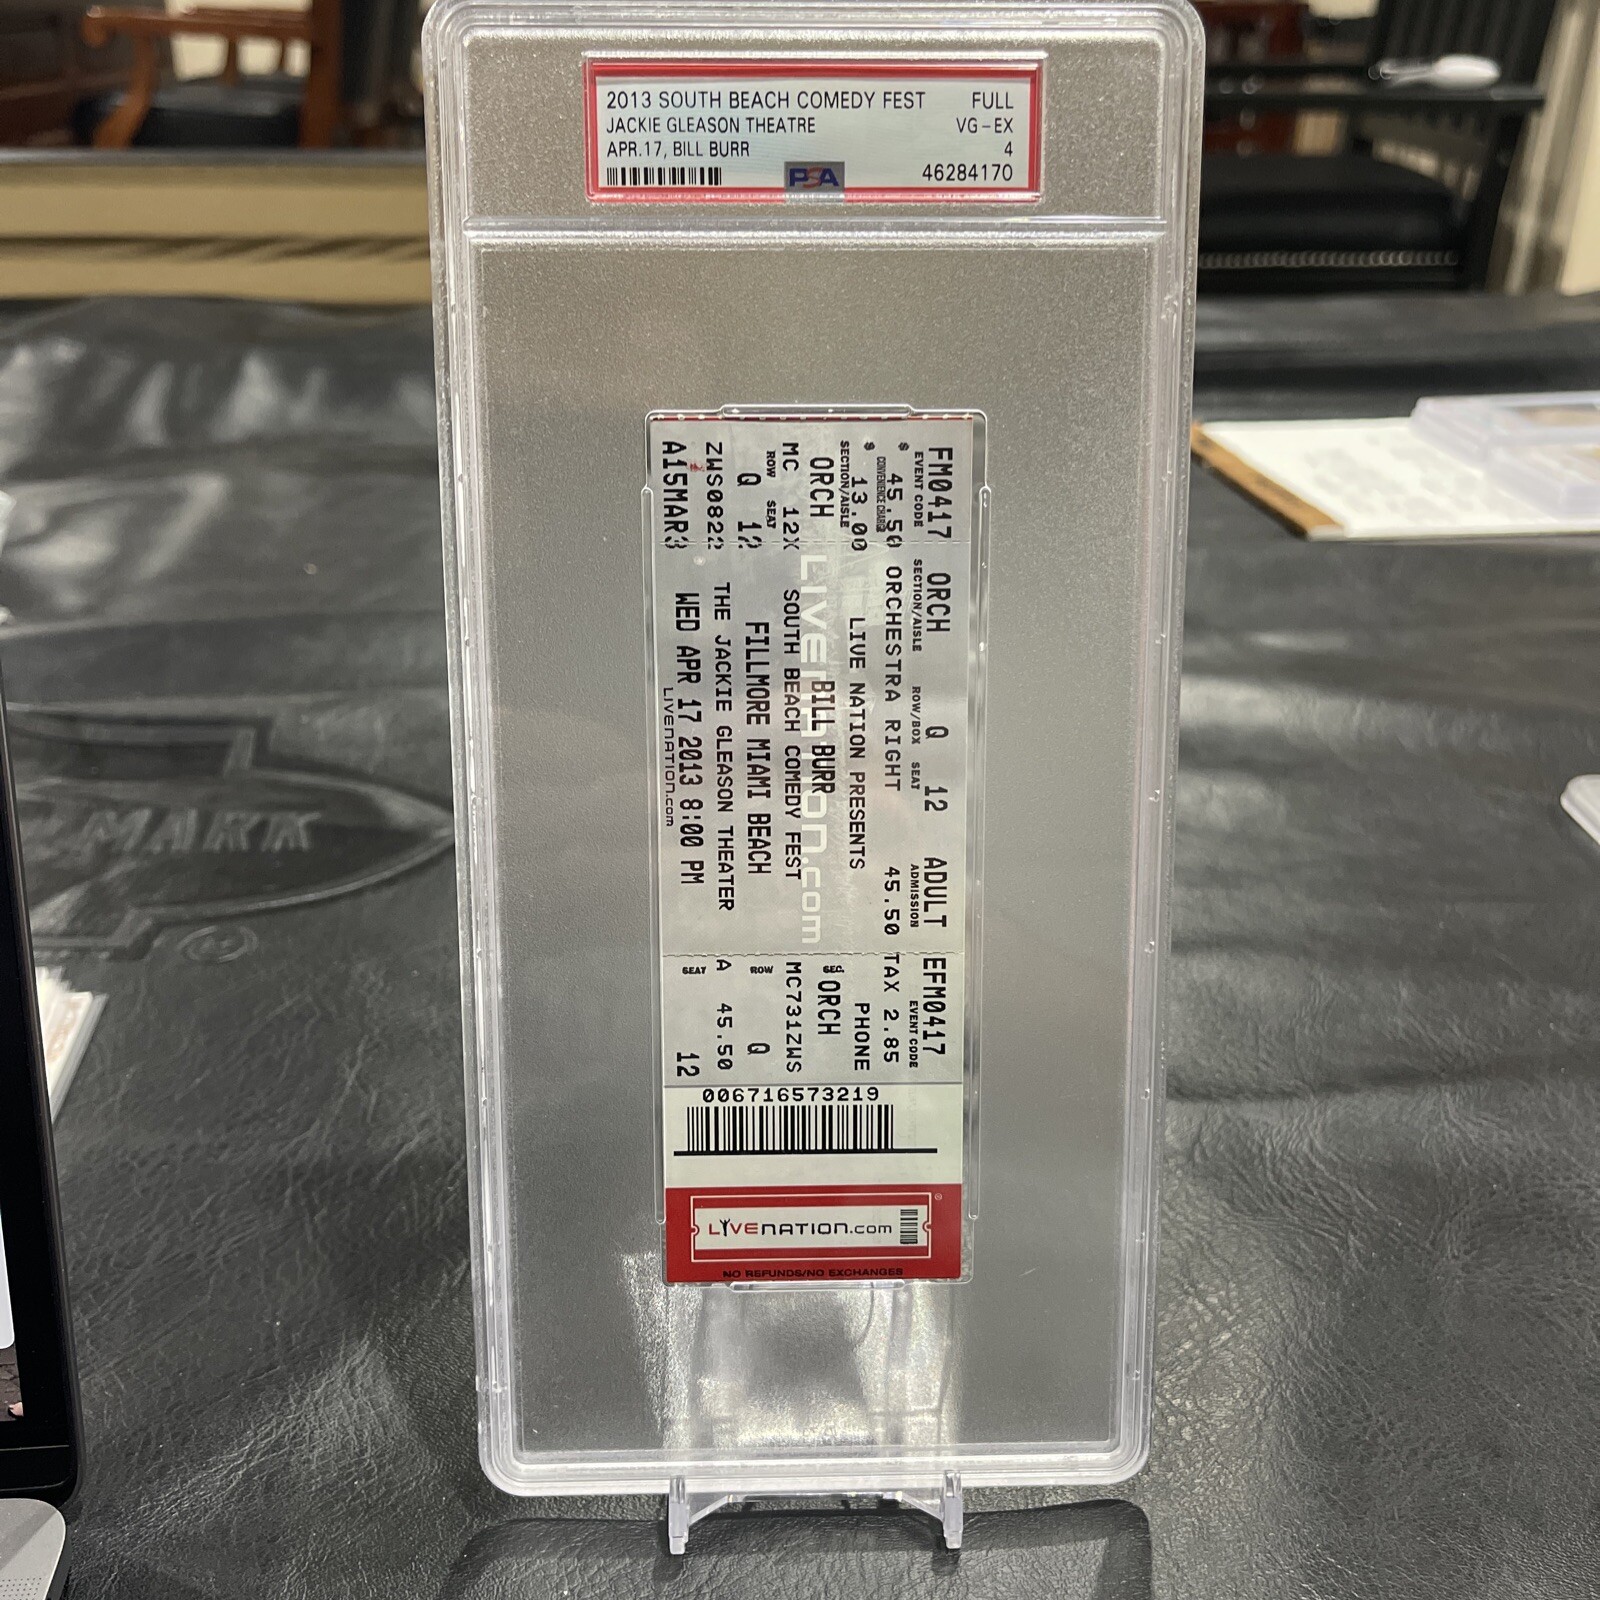 2013 SOUTH BEACH COMEDY FEST FULL
JACKIE GLEASON THEATRE VG-EX
APR.17, BILL BURR 4
PSA 46284170
FM0417 ORCH Q 12 ADULT EFM0417
EVENT CODE SECTION/AISLE ROW/BOX SEAT ADMISSION EVENT CODE
$ 45.50 ORCHESTRA RIGHT 45.50 TAX 2.85
CONVENIENCE CHARGE
$ 13.00 LIVE NATION PRESENTS PHONE
SECTION/AISLE SEC.
ORCH BILL BURR ORCH
LIVENATION.com
MC 12X SOUTH BEACH COMEDY FEST MC731ZWS
ROW SEAT ROW
Q 12 FILLMORE MIAMI BEACH Q
ZWS0822 THE JACKIE GLEASON THEATER A 45.50
SEAT
A15MAR3 WED APR 17 2013 8:00 PM 12
LIVENATION.com
006716573219
LIVENATION.com ®
NO REFUNDS/NO EXCHANGES
MARK
©